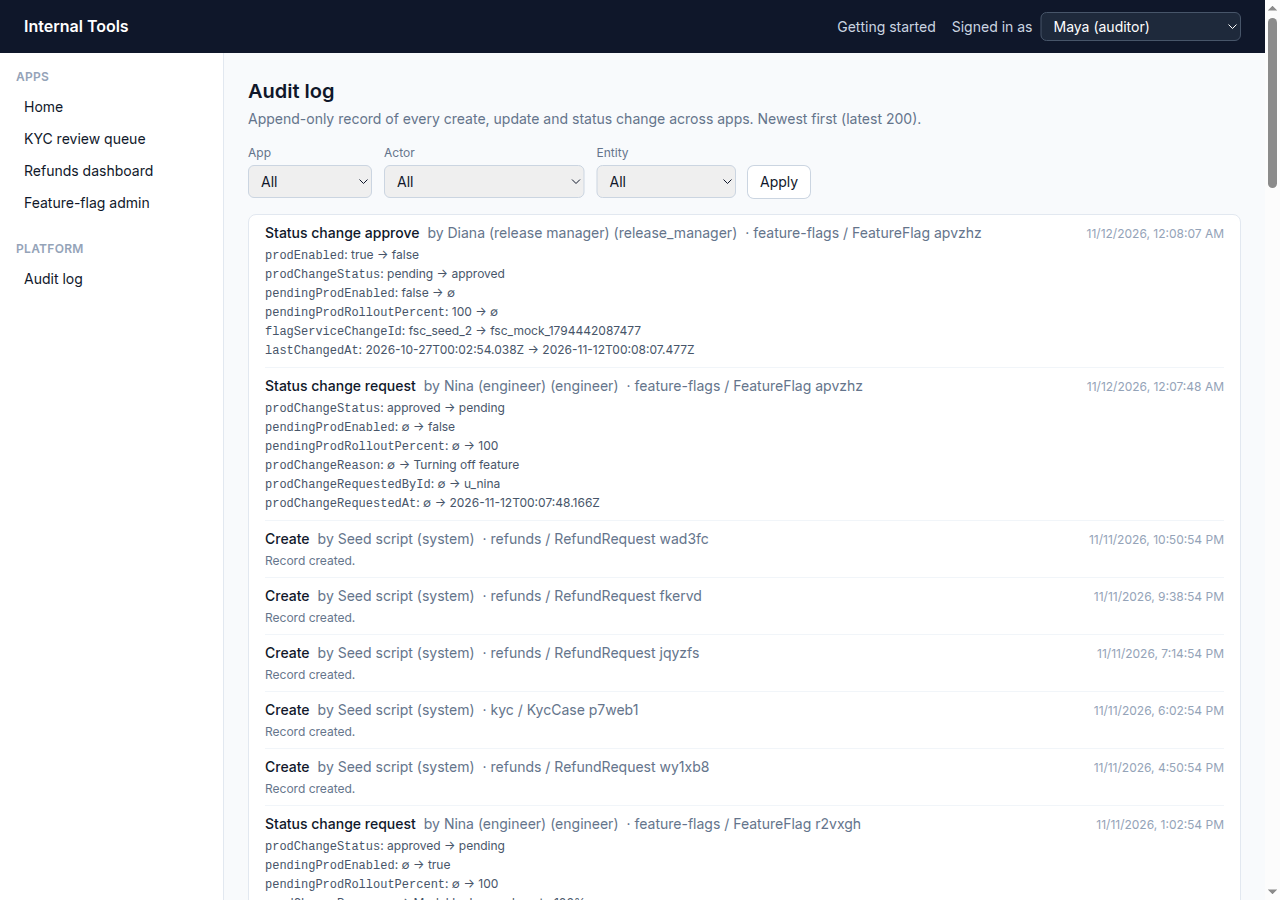 Internal Tools
Getting started
Signed in as
Maya (auditor)
APPS
Home
KYC review queue
Refunds dashboard
Feature-flag admin
PLATFORM
Audit log
Audit log
Append-only record of every create, update and status change across apps. Newest first (latest 200).
App
Actor
Entity
All
All
All
Apply
Status change approve by Diana (release manager) (release_manager) · feature-flags / FeatureFlag apvzhz 11/12/2026, 12:08:07 AM
prodEnabled: true → false
prodChangeStatus: pending → approved
pendingProdEnabled: false → ∅
pendingProdRolloutPercent: 100 → ∅
flagServiceChangeId: fsc_seed_2 → fsc_mock_1794442087477
lastChangedAt: 2026-10-27T00:02:54.038Z → 2026-11-12T00:08:07.477Z
Status change request by Nina (engineer) (engineer) · feature-flags / FeatureFlag apvzhz 11/12/2026, 12:07:48 AM
prodChangeStatus: approved → pending
pendingProdEnabled: ∅ → false
pendingProdRolloutPercent: ∅ → 100
prodChangeReason: ∅ → Turning off feature
prodChangeRequestedById: ∅ → u_nina
prodChangeRequestedAt: ∅ → 2026-11-12T00:07:48.166Z
Create by Seed script (system) · refunds / RefundRequest wad3fc 11/11/2026, 10:50:54 PM
Record created.
Create by Seed script (system) · refunds / RefundRequest fkervd 11/11/2026, 9:38:54 PM
Record created.
Create by Seed script (system) · refunds / RefundRequest jqyzfs 11/11/2026, 7:14:54 PM
Record created.
Create by Seed script (system) · kyc / KycCase p7web1 11/11/2026, 6:02:54 PM
Record created.
Create by Seed script (system) · refunds / RefundRequest wy1xb8 11/11/2026, 4:50:54 PM
Record created.
Status change request by Nina (engineer) (engineer) · feature-flags / FeatureFlag r2vxgh 11/11/2026, 1:02:54 PM
prodChangeStatus: approved → pending
pendingProdEnabled: ∅ → true
pendingProdRolloutPercent: ∅ → 100